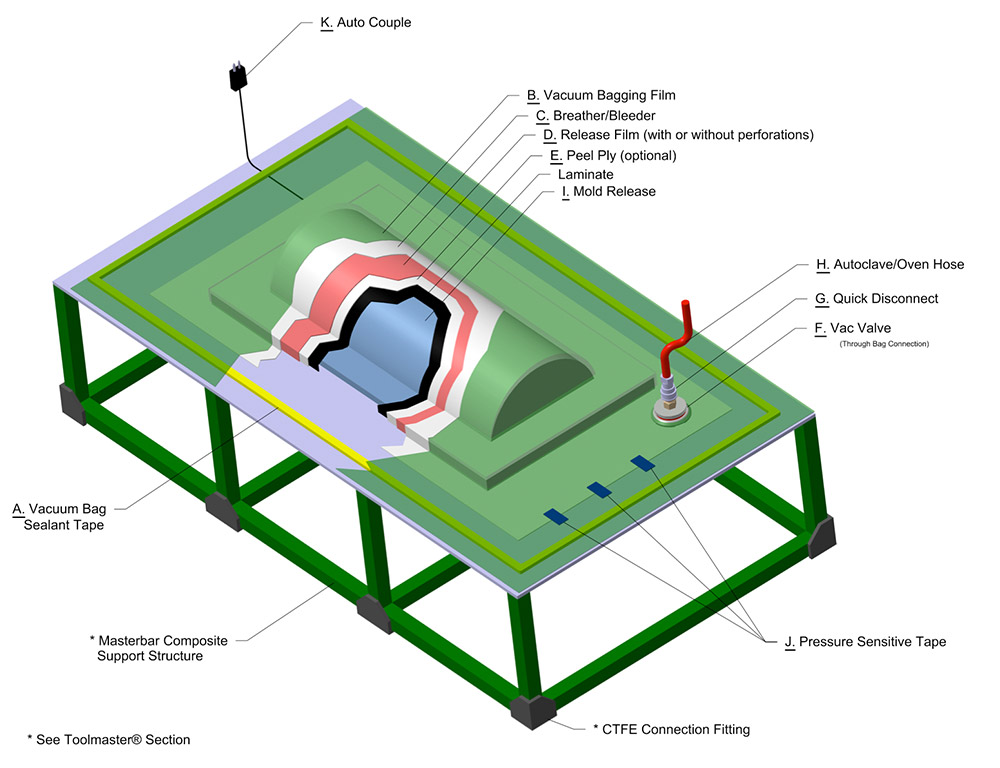 K. Auto Couple
B. Vacuum Bagging Film
C. Breather/Bleeder
D. Release Film (with or without perforations)
E. Peel Ply (optional)
Laminate
I. Mold Release
H. Autoclave/Oven Hose
G. Quick Disconnect
F. Vac Valve
(Through Bag Connection)
A. Vacuum Bag
Sealant Tape
* Masterbar Composite
Support Structure
J. Pressure Sensitive Tape
* CTFE Connection Fitting
* See Toolmaster® Section